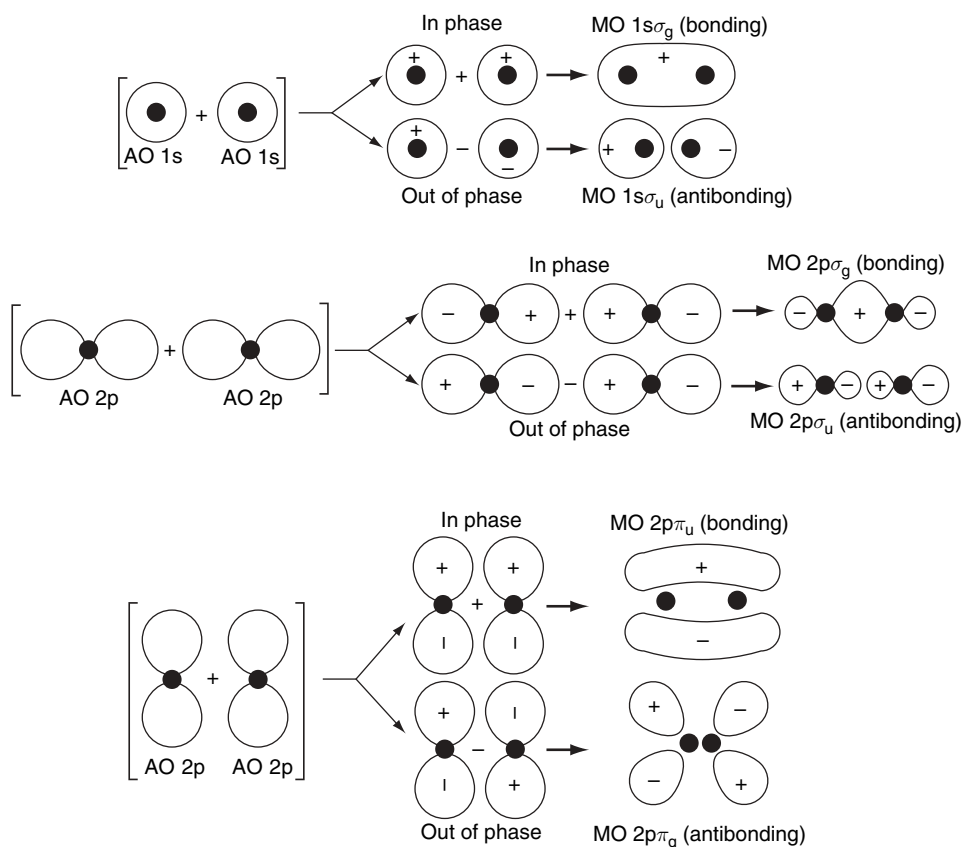 In phase
MO 1sσg (bonding)
+ + + +
+
AO 1s AO 1s
+ − − + −
Out of phase
MO 1sσu (antibonding)
In phase
MO 2pσg (bonding)
− + + + − − + −
+
AO 2p AO 2p
+ − − + − + − + −
Out of phase
MO 2pσu (antibonding)
In phase
MO 2pπu (bonding)
+ + +
+
− − −
+
AO 2p AO 2p
+ − + −
−
− + − +
Out of phase
MO 2pπg (antibonding)